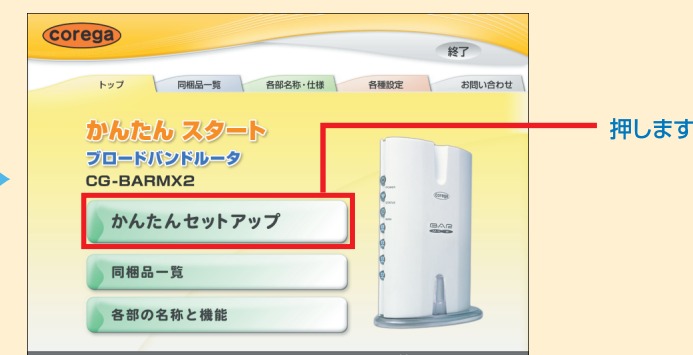 corega
終了
トップ 同梱品一覧 各部名称・仕様 各種設定 お問い合わせ
かんたん スタート
ブロードバンドルータ
CG-BARMX2
押します
かんたんセットアップ
同梱品一覧
各部の名称と機能
corega
BAR